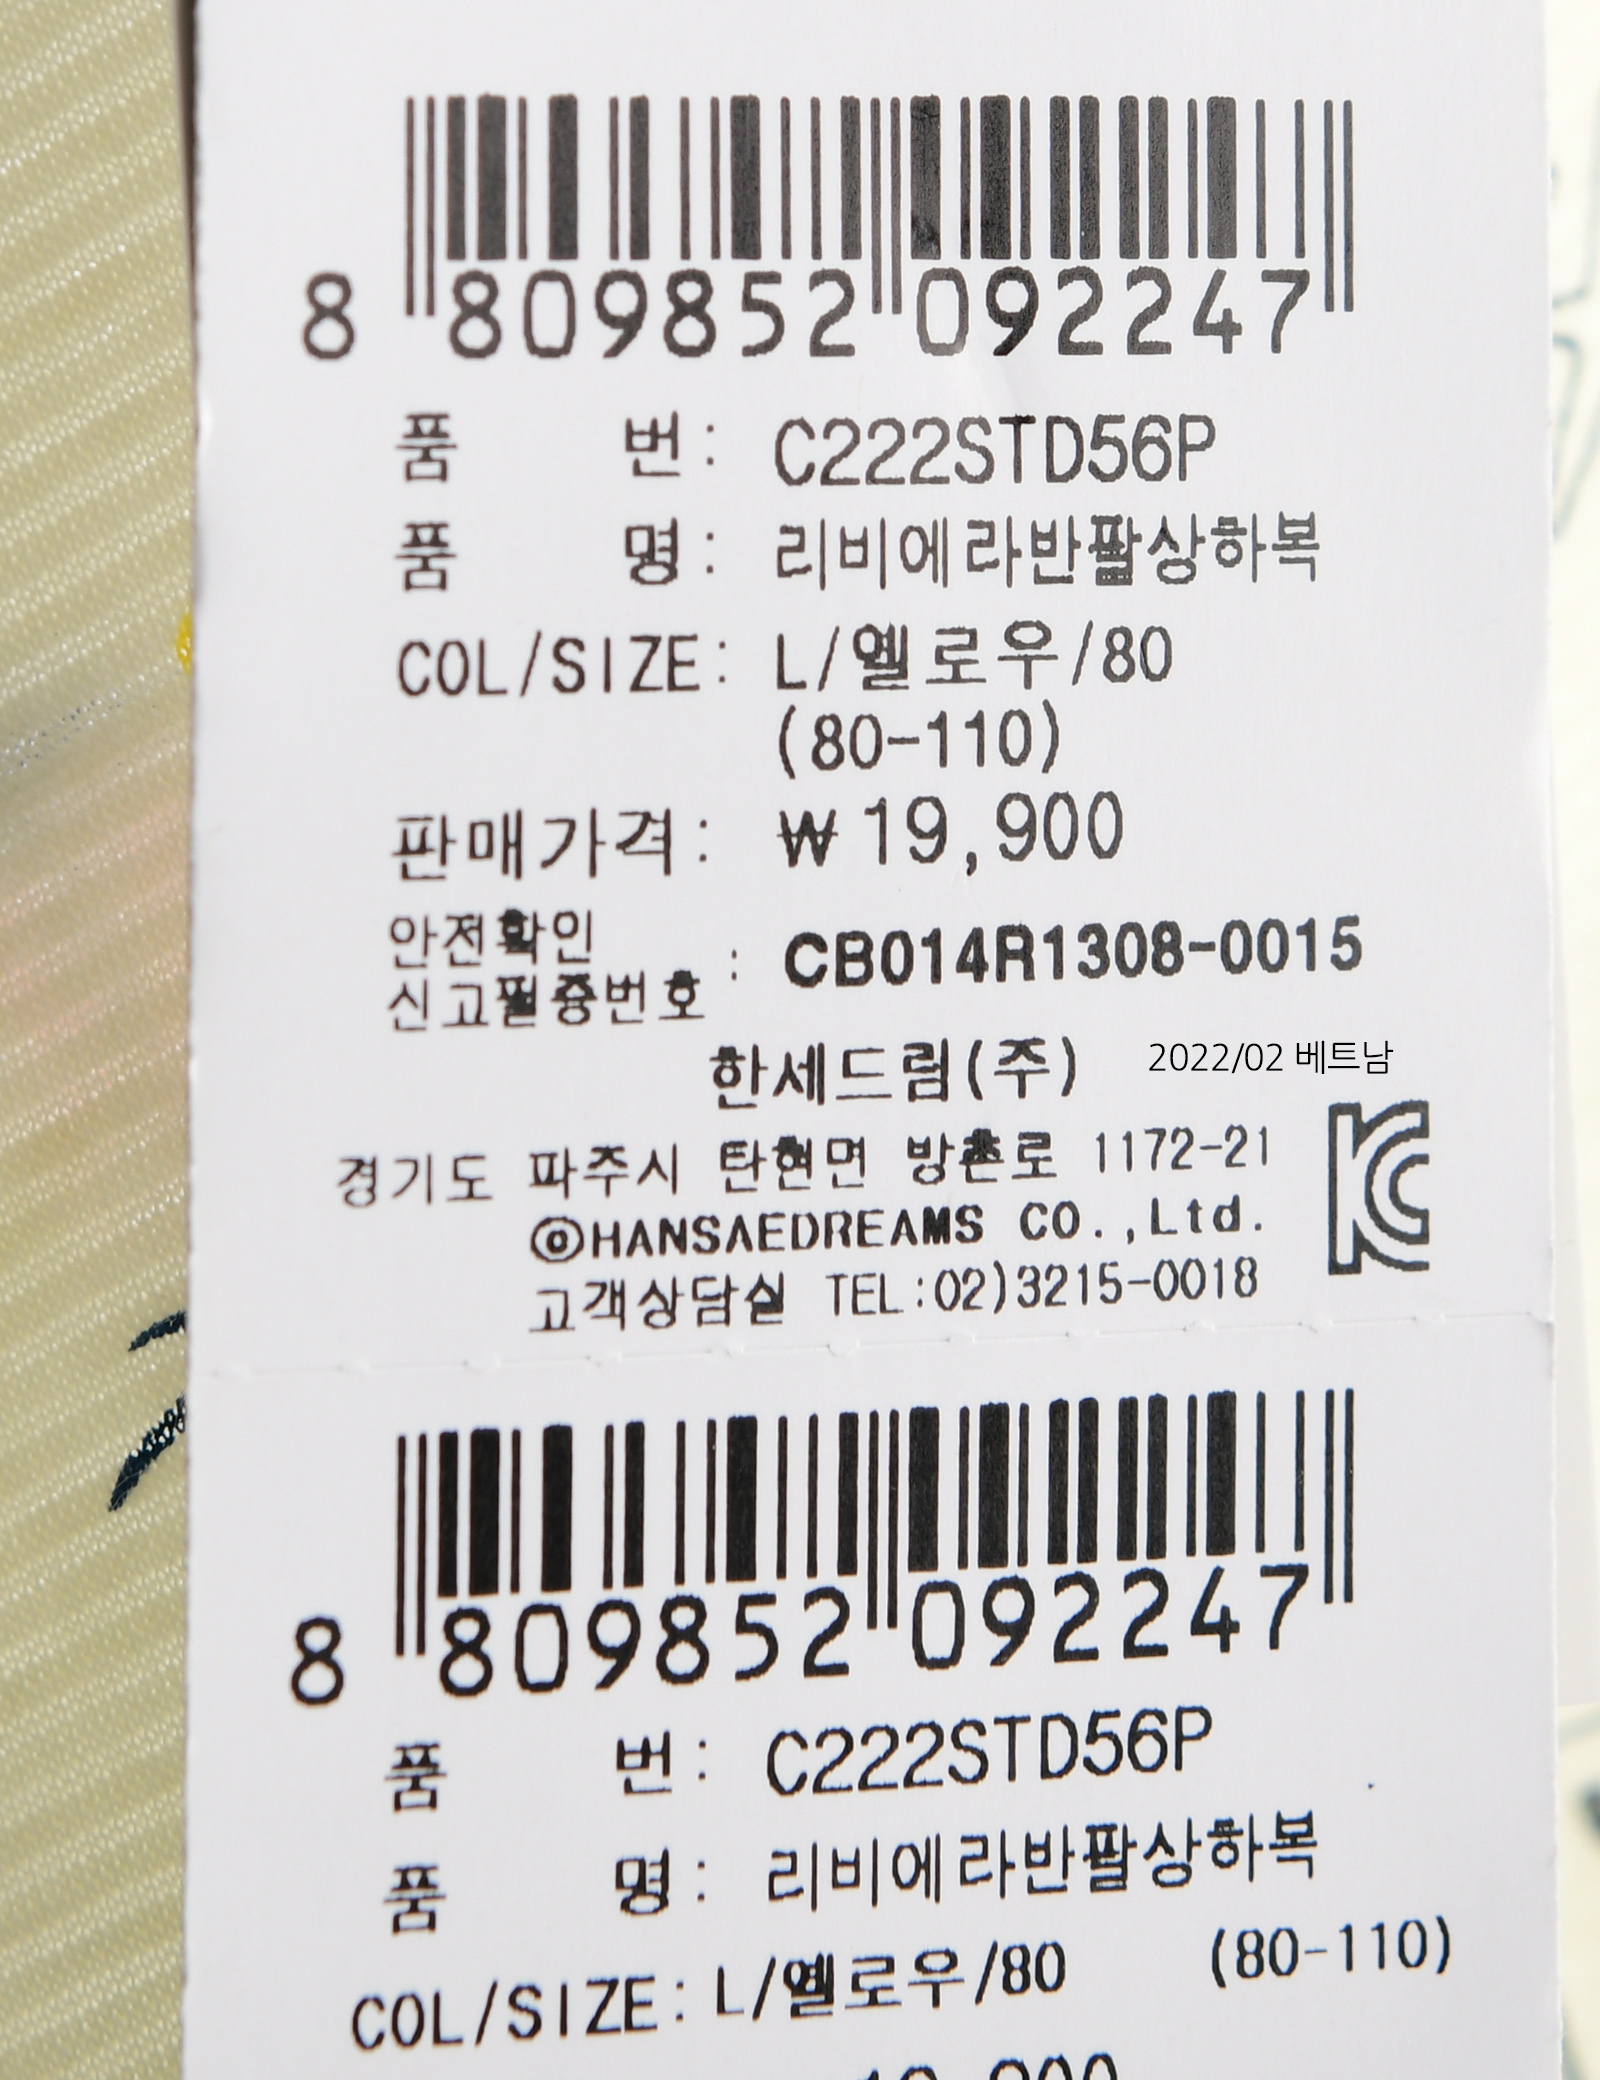 8 809852 092247
품 번: C222STD56P
품 명: 리비에라반팔상하복
COL/SIZE: L/옐로우/80
(80-110)
판매가격: ₩19,900
안전확인
신고필증번호 : CB014R1308-0015
한세드림(주) 2022/02 베트남
경기도 파주시 탄현면 방촌로 1172-21
ⓒHANSAEDREAMS CO.,Ltd.
고객상담실 TEL:02)3215-0018
8 809852 092247
품 번: C222STD56P
품 명: 리비에라반팔상하복
COL/SIZE: L/옐로우/80 (80-110)